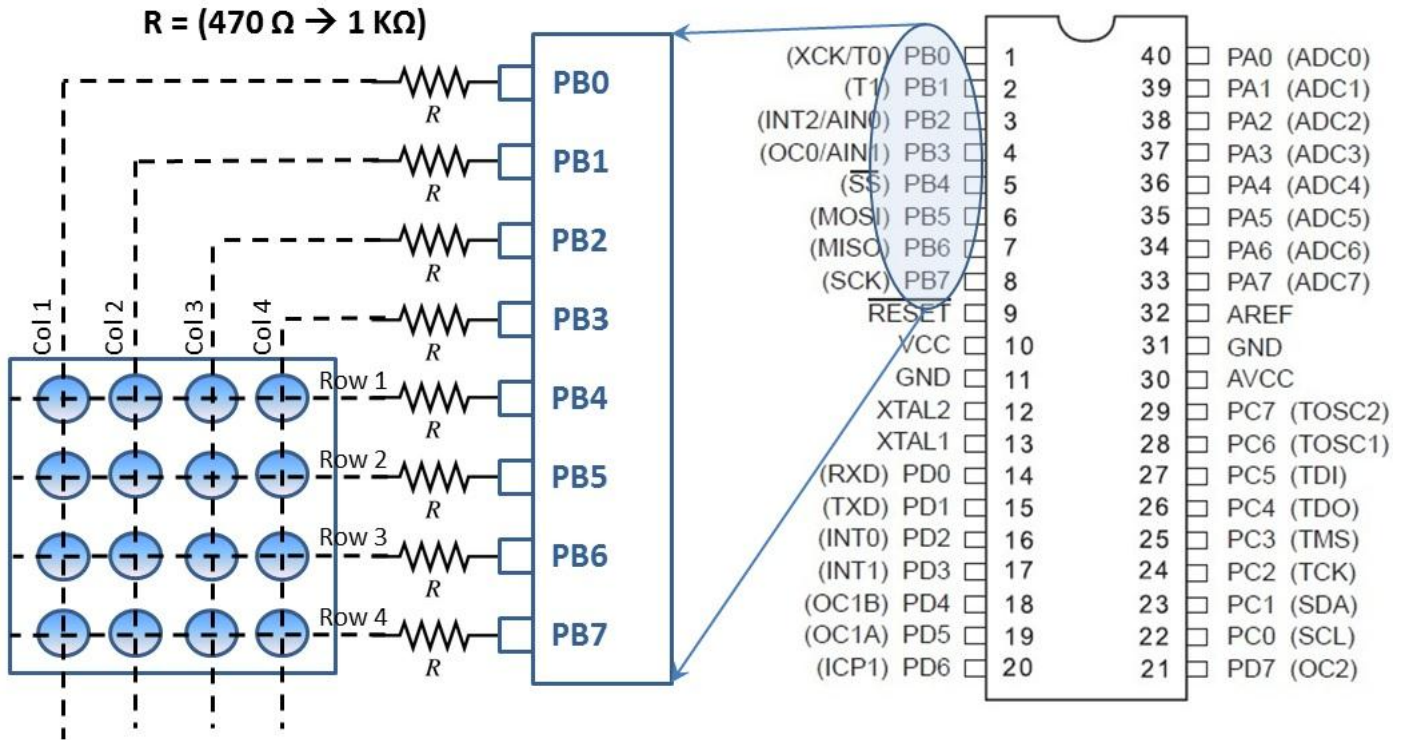 R = (470 Ω → 1 KΩ)
PB0
R
PB1
R
PB2
R
PB3
R
PB4
R
PB5
R
PB6
R
PB7
R
Col 1
Col 2
Col 3
Col 4
Row 1
Row 2
Row 3
Row 4
(XCK/T0) PB0 1 40 PA0 (ADC0)
(T1) PB1 2 39 PA1 (ADC1)
(INT2/AIN0) PB2 3 38 PA2 (ADC2)
(OC0/AIN1) PB3 4 37 PA3 (ADC3)
(SS) PB4 5 36 PA4 (ADC4)
(MOSI) PB5 6 35 PA5 (ADC5)
(MISO) PB6 7 34 PA6 (ADC6)
(SCK) PB7 8 33 PA7 (ADC7)
RESET 9 32 AREF
VCC 10 31 GND
GND 11 30 AVCC
XTAL2 12 29 PC7 (TOSC2)
XTAL1 13 28 PC6 (TOSC1)
(RXD) PD0 14 27 PC5 (TDI)
(TXD) PD1 15 26 PC4 (TDO)
(INT0) PD2 16 25 PC3 (TMS)
(INT1) PD3 17 24 PC2 (TCK)
(OC1B) PD4 18 23 PC1 (SDA)
(OC1A) PD5 19 22 PC0 (SCL)
(ICP1) PD6 20 21 PD7 (OC2)